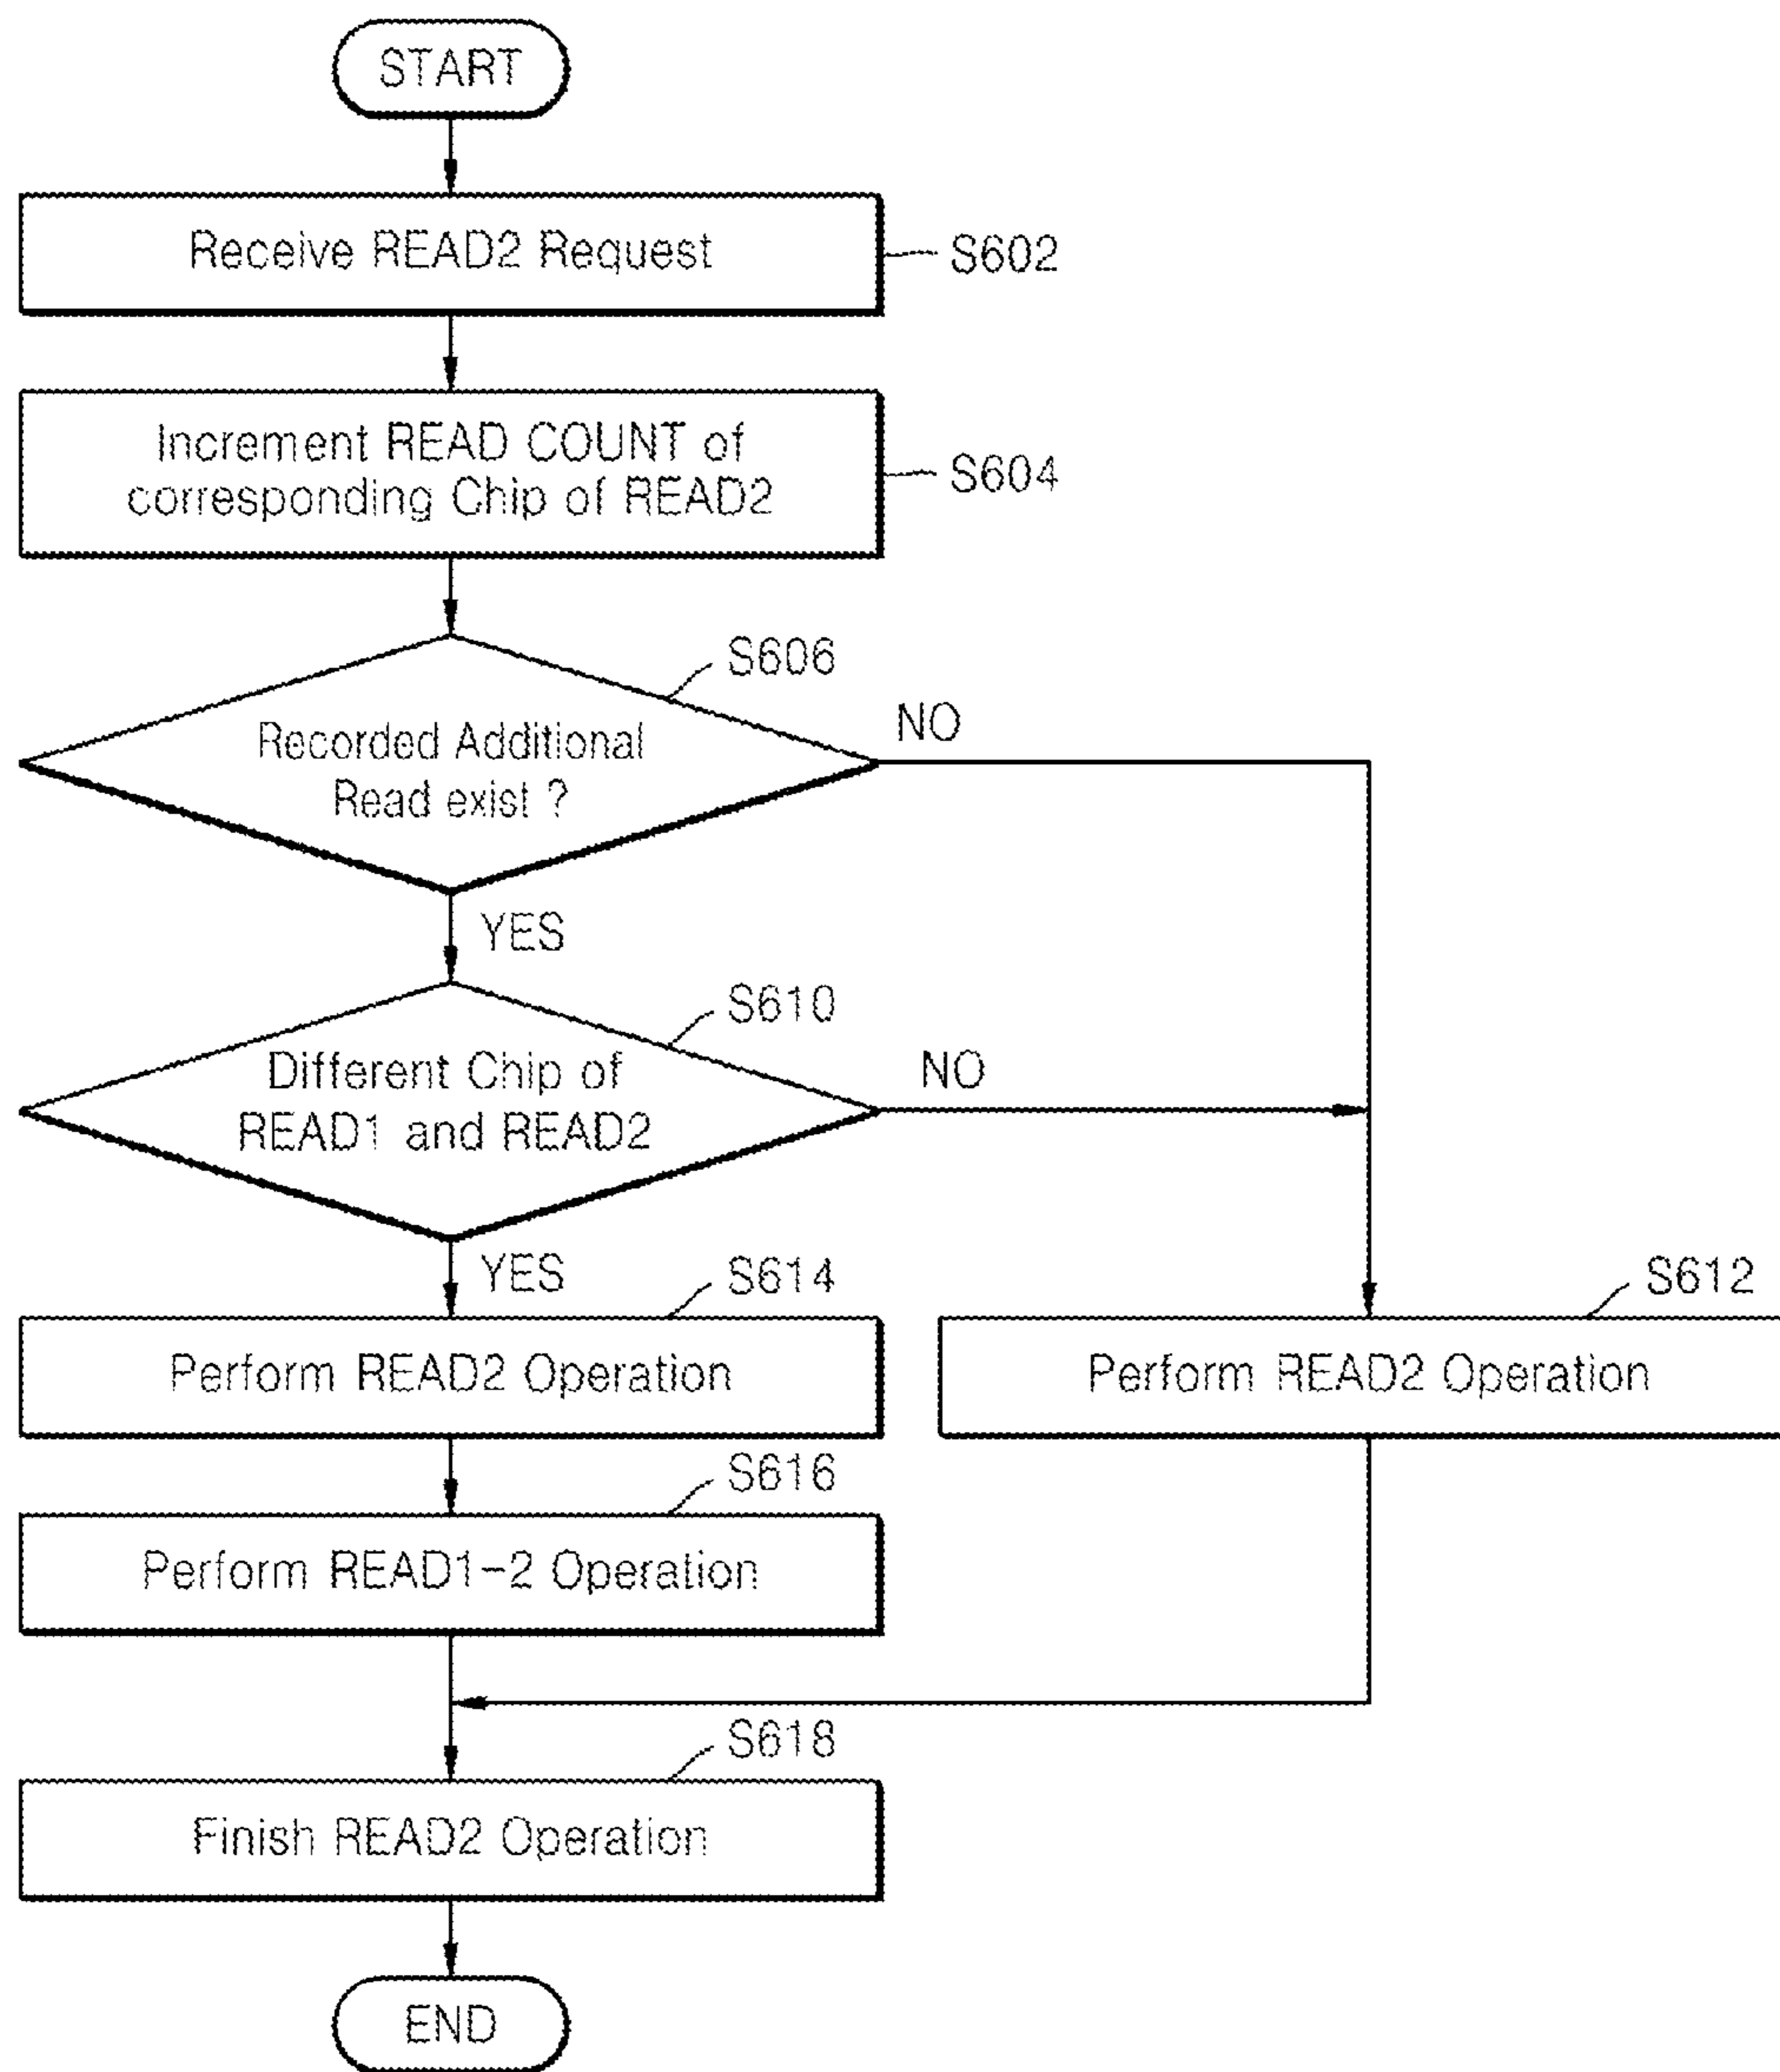 START
Receive READ2 Request
S602
Increment READ COUNT of
corresponding Chip of READ2
S604
S606
Recorded Additional
Read exist ?
NO
YES
S610
Different Chip of
READ1 and READ2
NO
YES
S614
Perform READ2 Operation
S612
Perform READ2 Operation
S616
Perform READ1-2 Operation
S618
Finish READ2 Operation
END